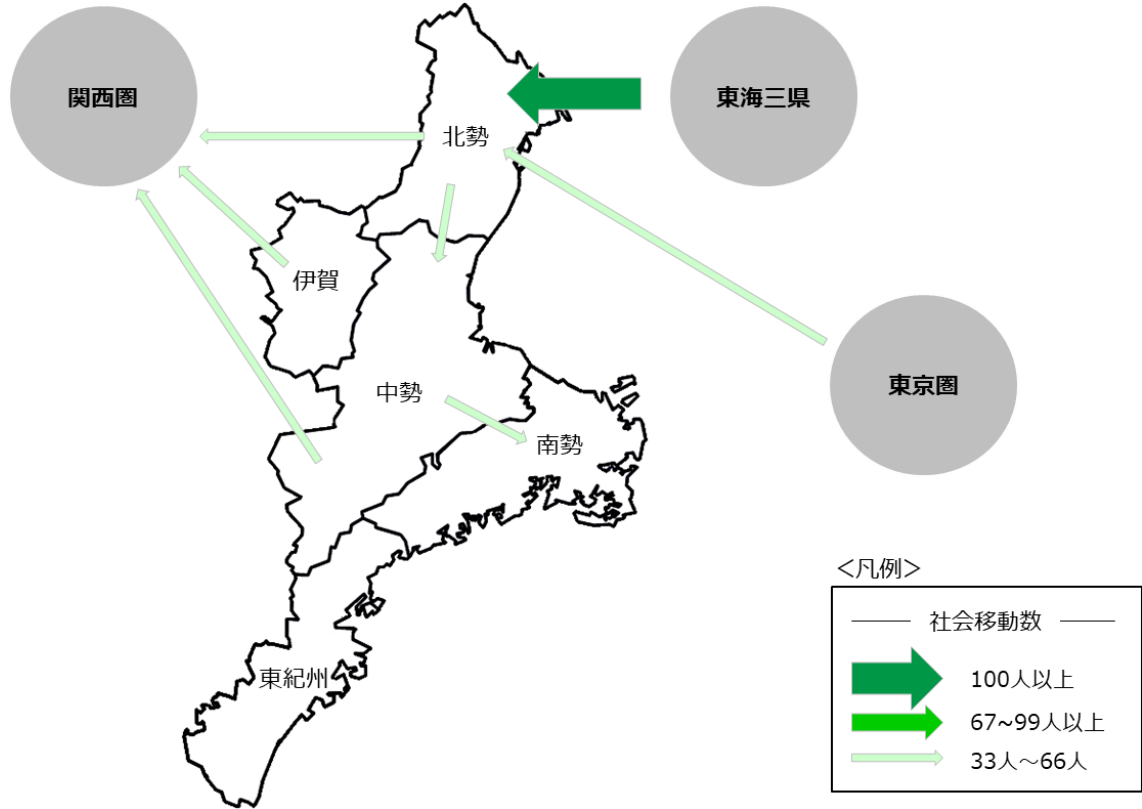 関西圏
東海三県
北勢
伊賀
東京圏
中勢
南勢
<凡例>
社会移動数
100人以上
東紀州
67~99人以上
33人～66人